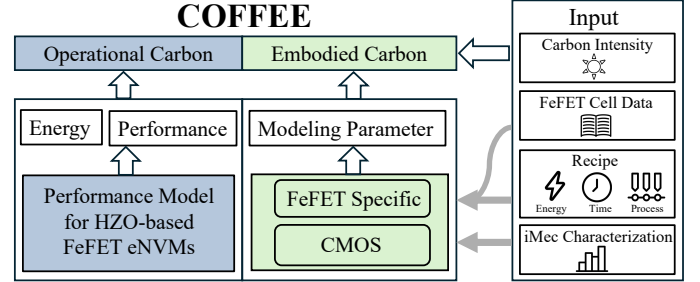 COFFEE
Operational Carbon
Embodied Carbon
Energy
Performance
Modeling Parameter
Performance Model
for HZO-based
FeFET eNVMs
FeFET Specific
CMOS
Input
Carbon Intensity
FeFET Cell Data
Recipe
Energy
Time
Process
iMec Characterization